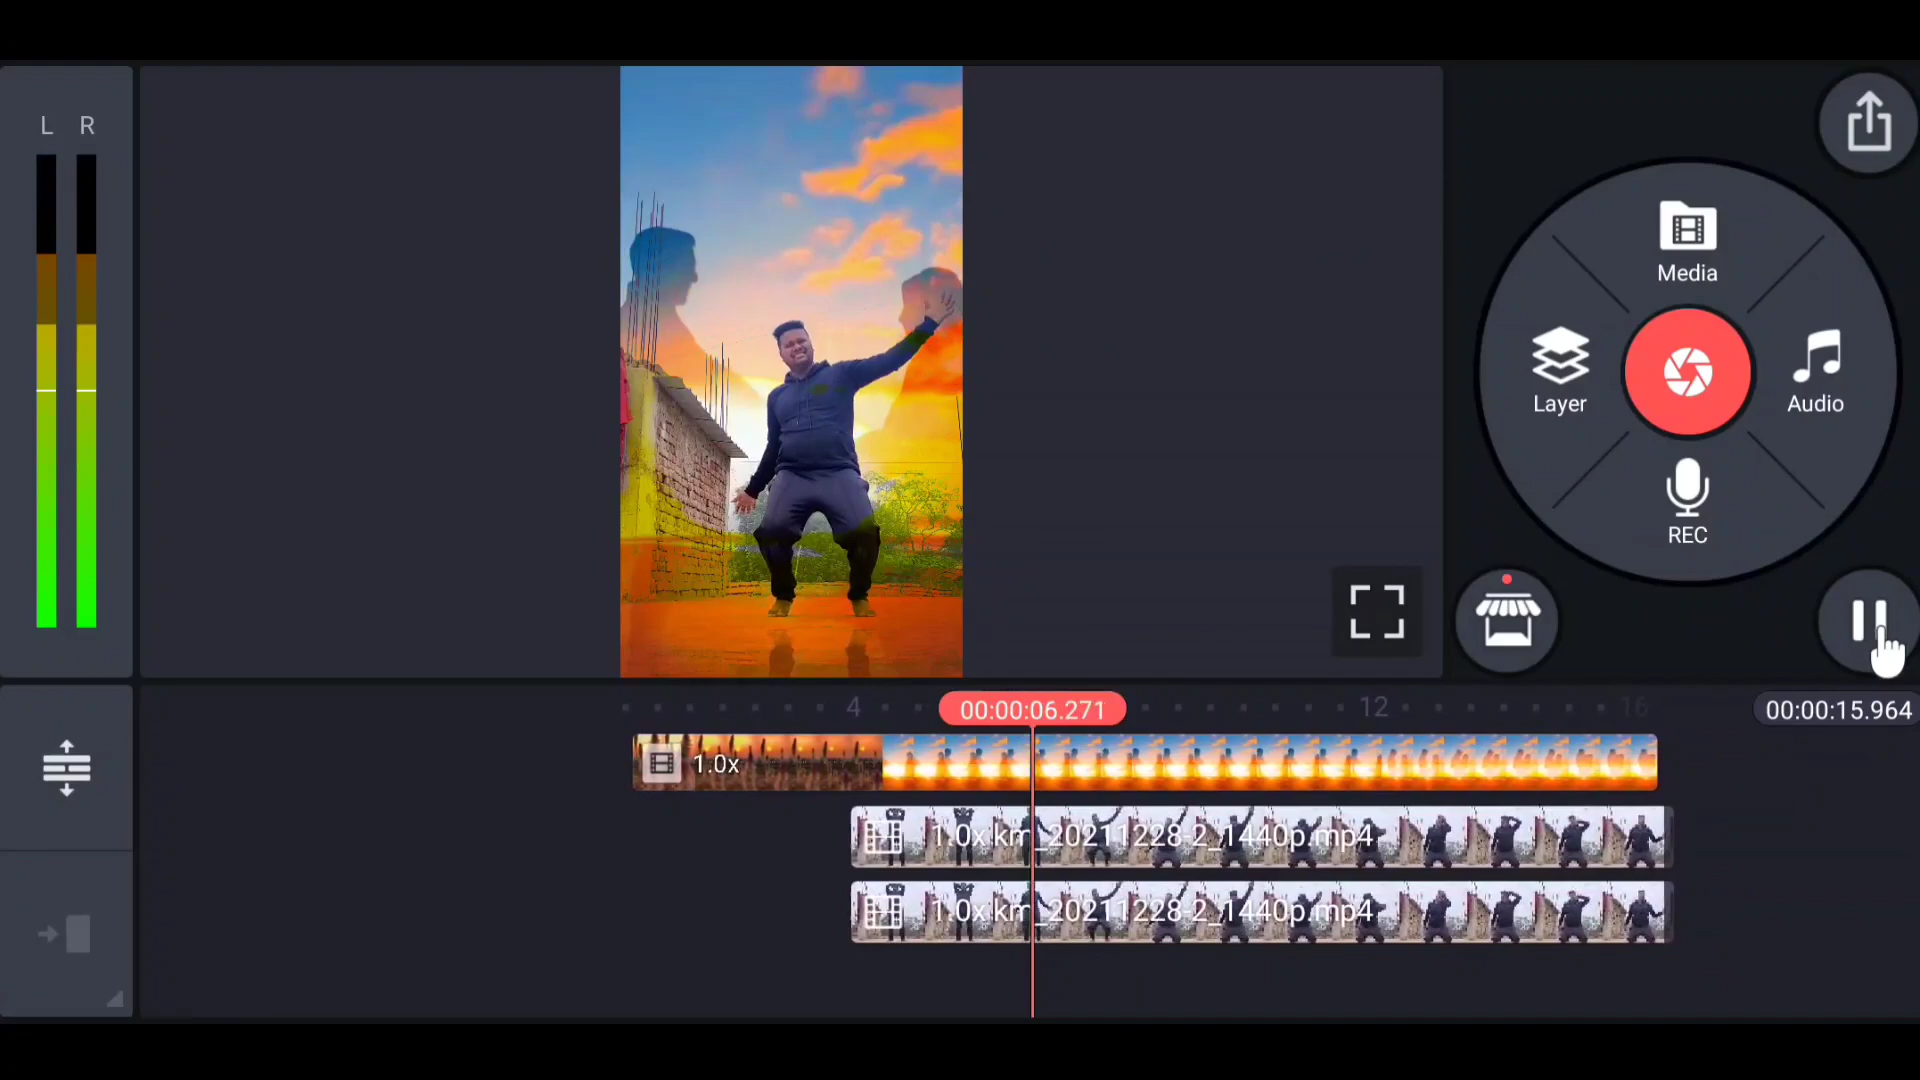 L R
Media
Layer
Audio
REC
4
00:00:06.271
12
16
00:00:15.964
1.0x
1.0x km_20211228-2_1440p.mp4
1.0x km_20211228-2_1440p.mp4